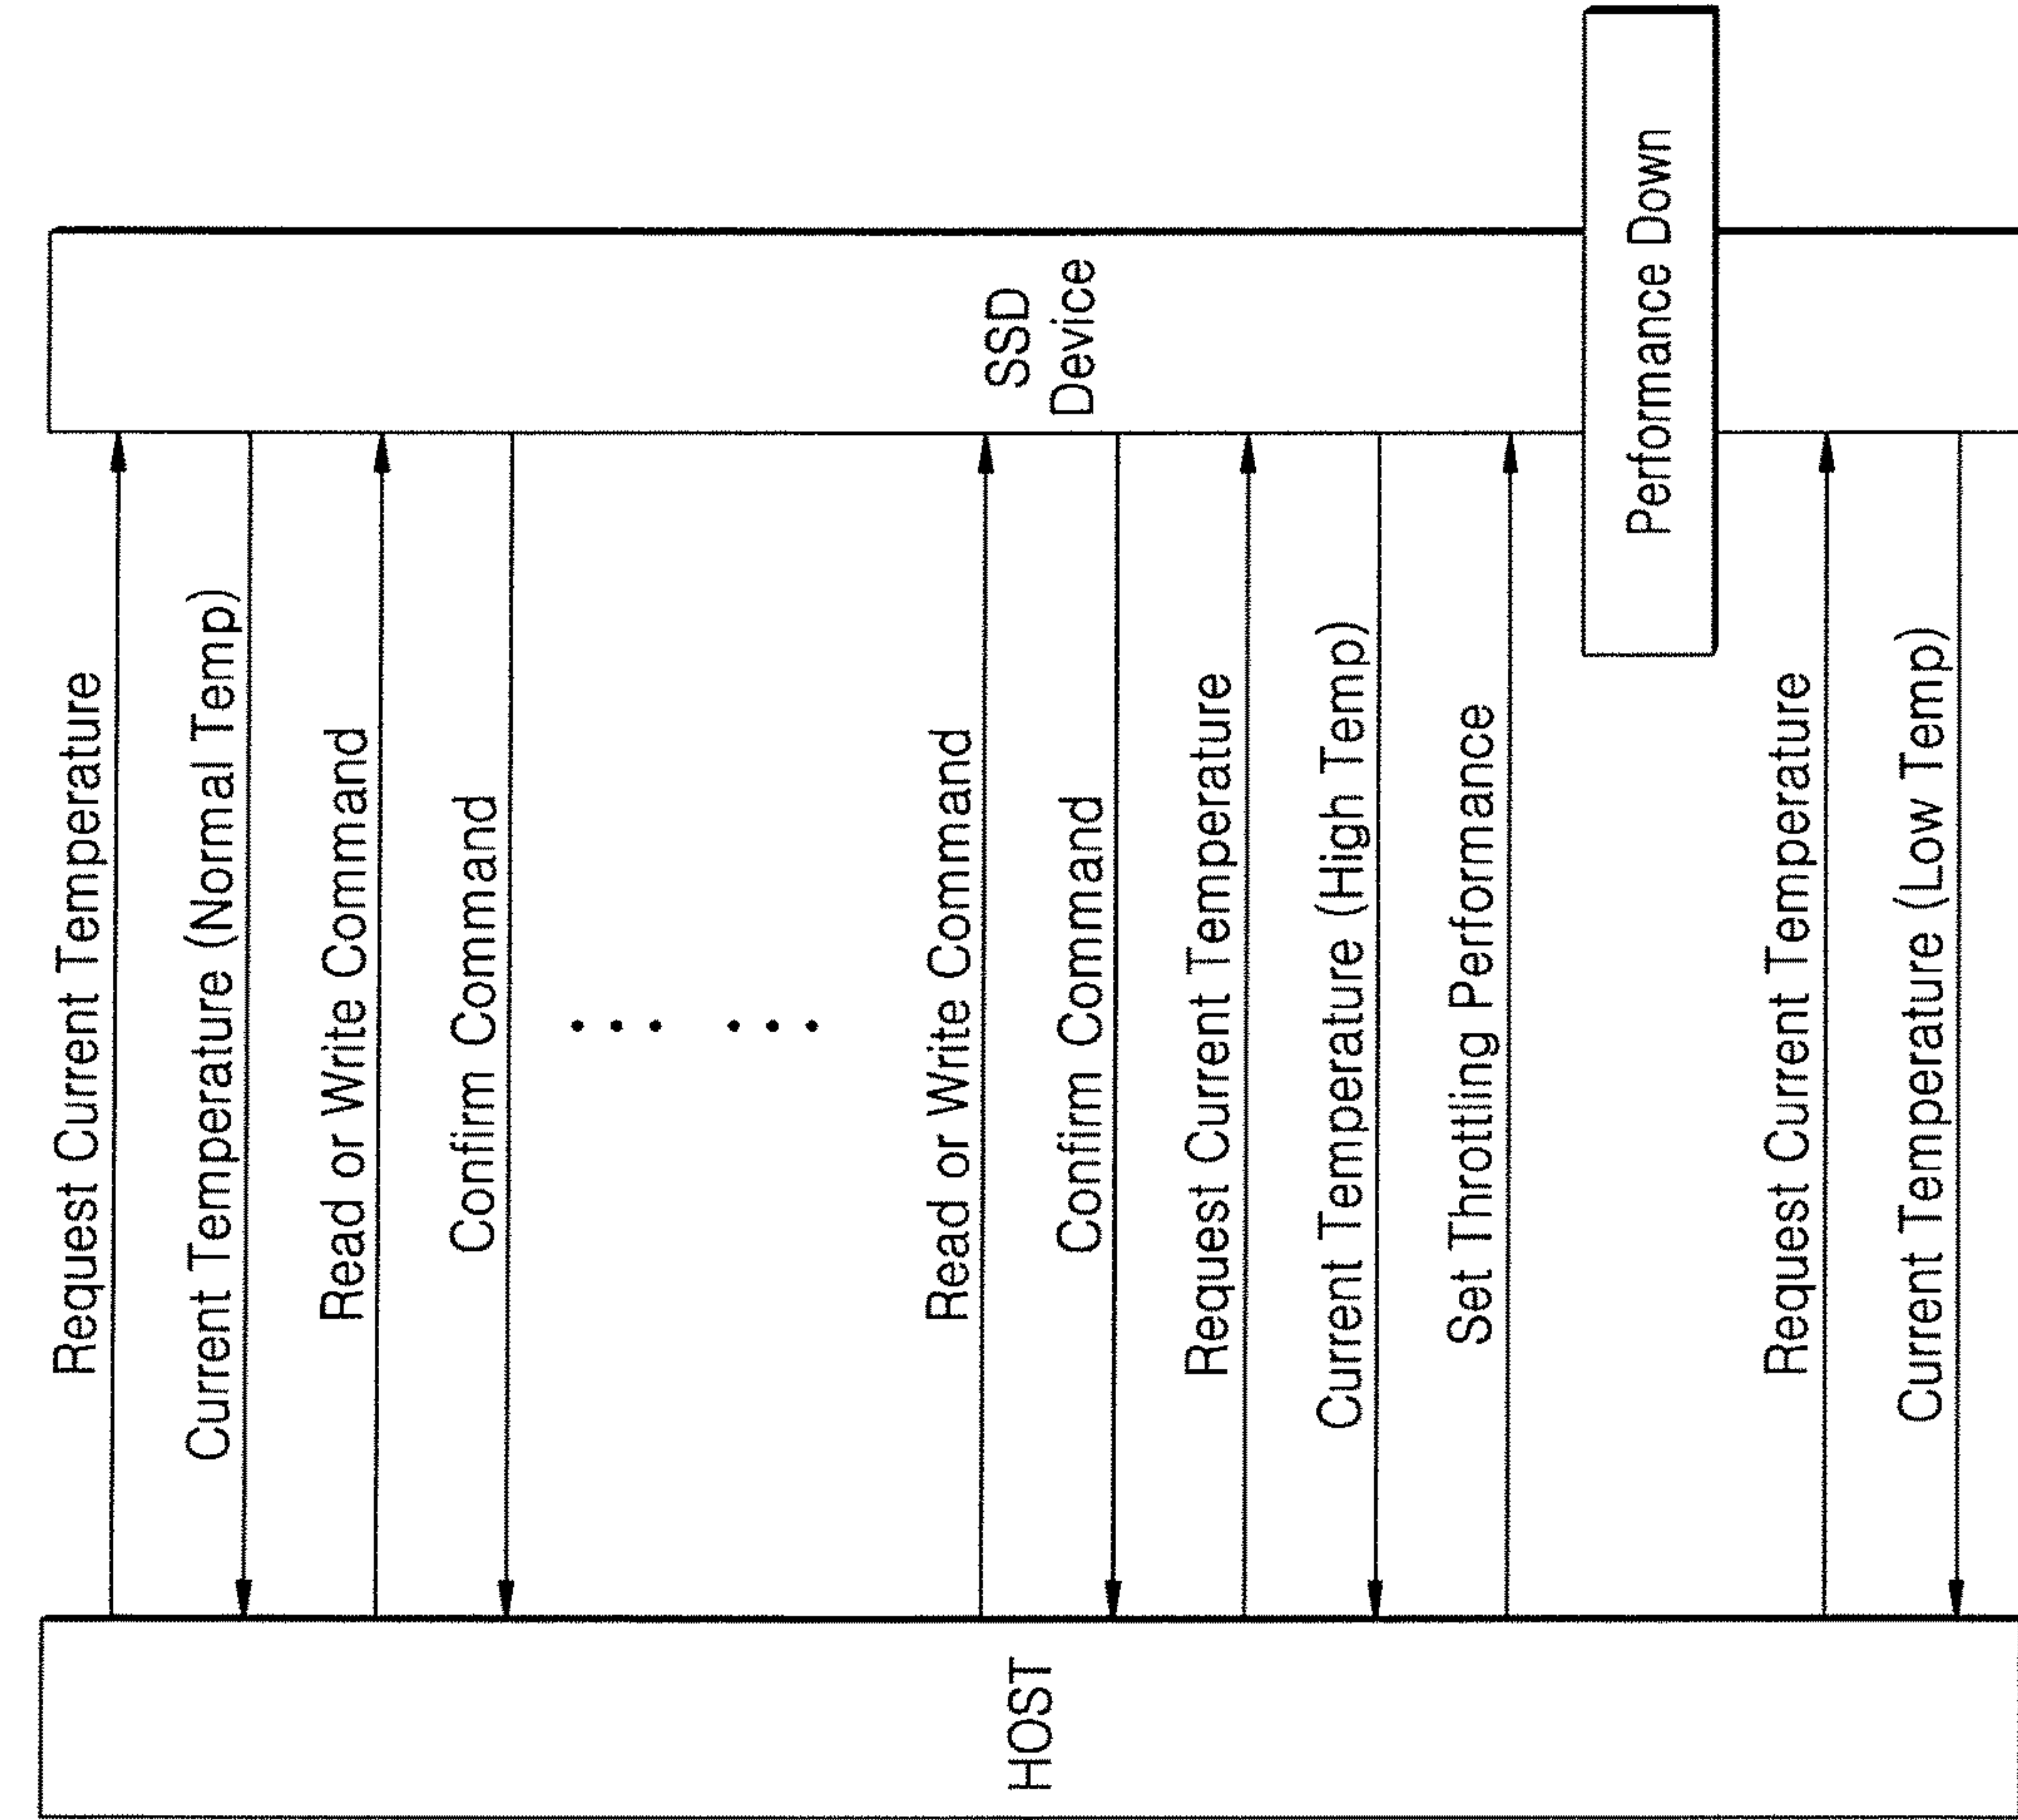 HOST
Request Current Temperature
Current Temperature (Normal Temp)
Read or Write Command
Confirm Command
Read or Write Command
Confirm Command
Request Current Temperature
Current Temperature (High Temp)
Set Throttling Performance
Request Current Temperature
Current Temperature (Low Temp)
SSD
Device
Performance Down